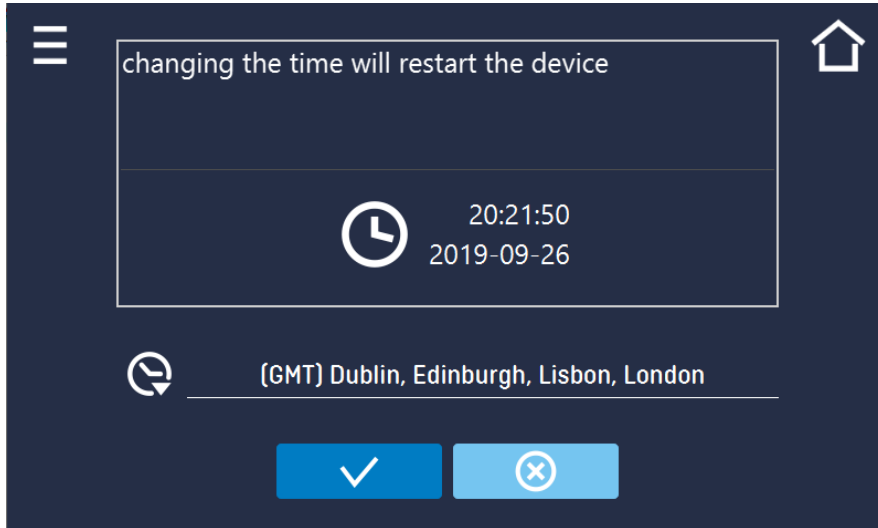 changing the time will restart the device
20:21:50
2019-09-26
(GMT) Dublin, Edinburgh, Lisbon, London